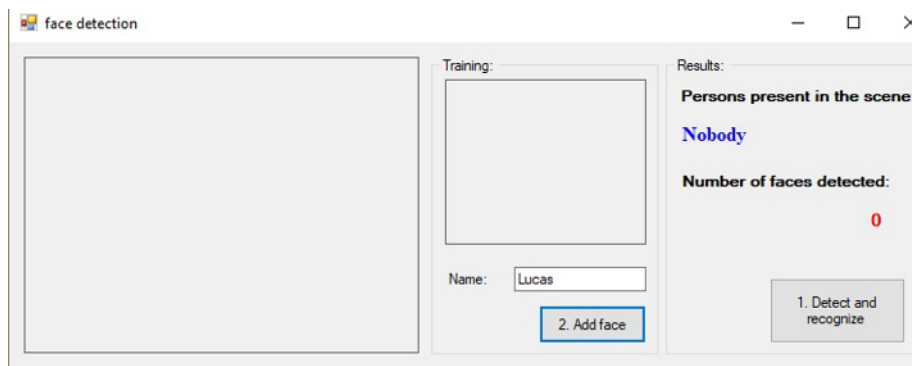 face detection
Training:
Name:
Lucas
2. Add face
Results:
Persons present in the scene
Nobody
Number of faces detected:
0
1. Detect and
recognize